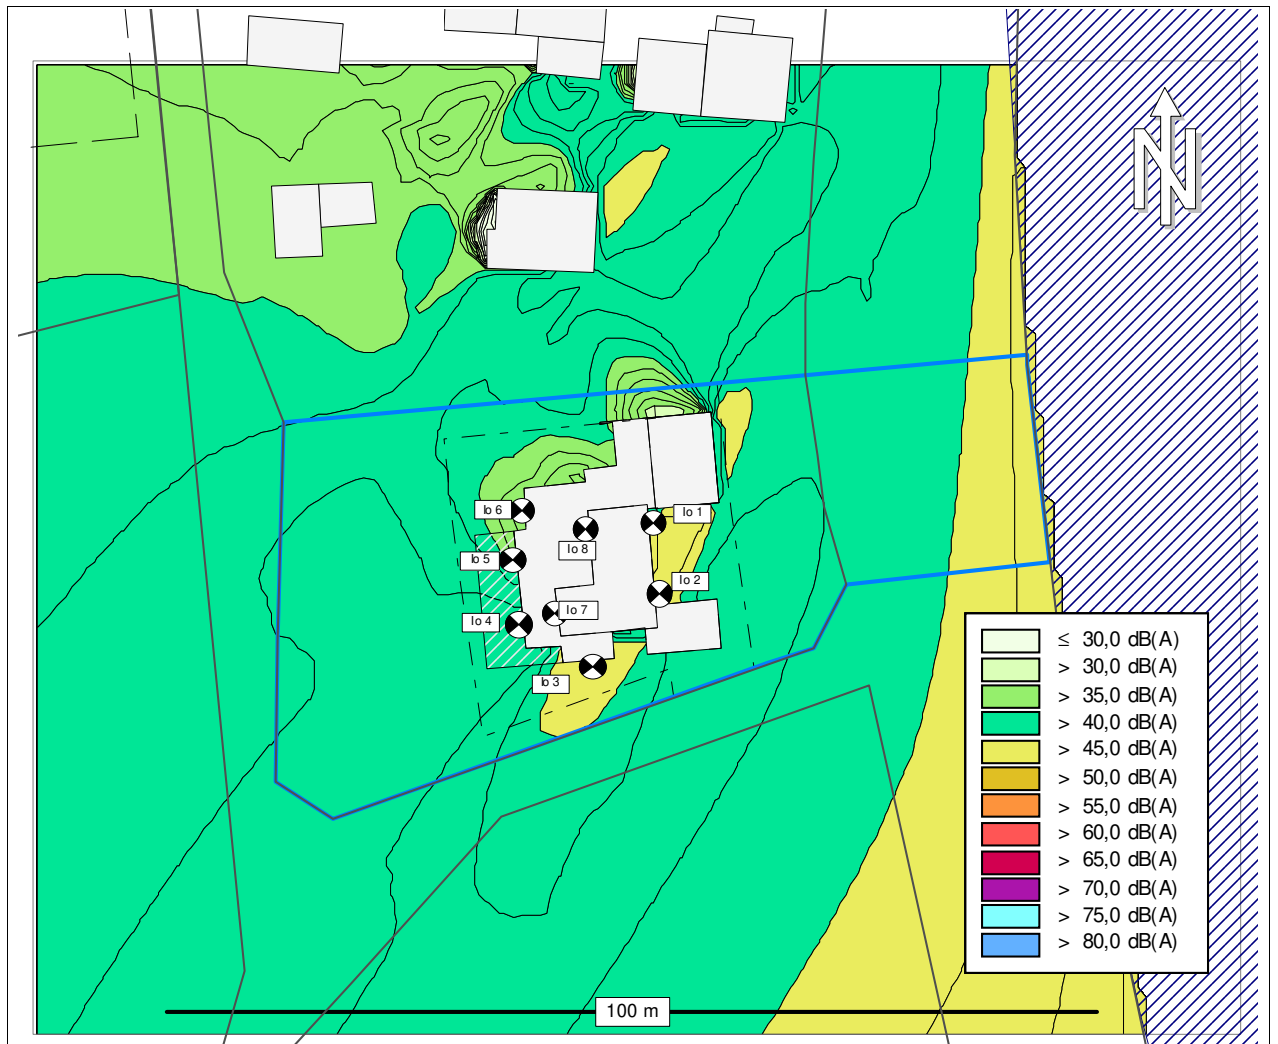 N
Io 6
Io 1
Io 8
Io 5
Io 2
Io 7
Io 4
Io 3
≤ 30,0 dB(A)
> 30,0 dB(A)
> 35,0 dB(A)
> 40,0 dB(A)
> 45,0 dB(A)
> 50,0 dB(A)
> 55,0 dB(A)
> 60,0 dB(A)
> 65,0 dB(A)
> 70,0 dB(A)
> 75,0 dB(A)
> 80,0 dB(A)
100 m